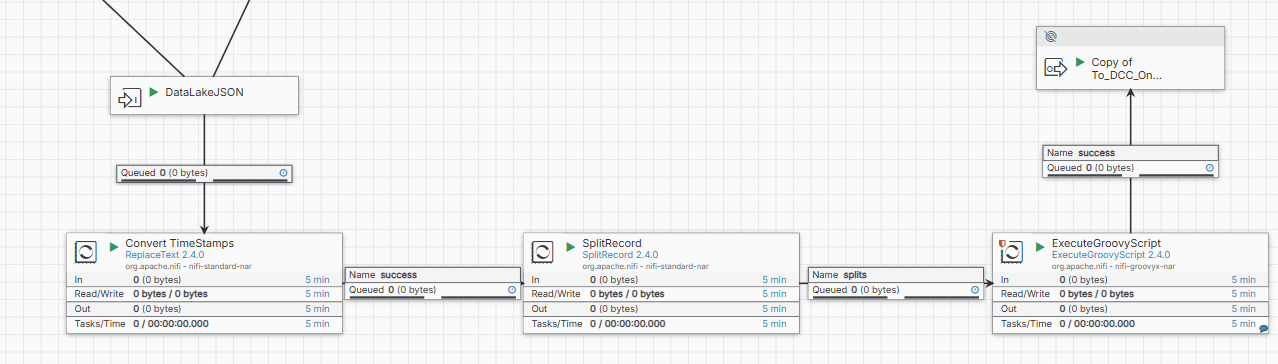 DataLakeJSON
Queued 0 (0 bytes)
Convert TimeStamps
ReplaceText 2.4.0
org.apache.nifi - nifi-standard-nar
In 0 (0 bytes) 5 min
Read/Write 0 bytes / 0 bytes 5 min
Out 0 (0 bytes) 5 min
Tasks/Time 0 / 00:00:00.000 5 min
Name success
Queued 0 (0 bytes)
SplitRecord
SplitRecord 2.4.0
org.apache.nifi - nifi-standard-nar
In 0 (0 bytes) 5 min
Read/Write 0 bytes / 0 bytes 5 min
Out 0 (0 bytes) 5 min
Tasks/Time 0 / 00:00:00.000 5 min
Name splits
Queued 0 (0 bytes)
Copy of
To_DCC_On...
Name success
Queued 0 (0 bytes)
ExecuteGroovyScript
ExecuteGroovyScript 2.4.0
org.apache.nifi - nifi-groovyx-nar
In 0 (0 bytes) 5 min
Read/Write 0 bytes / 0 bytes 5 min
Out 0 (0 bytes) 5 min
Tasks/Time 0 / 00:00:00.000 5 min